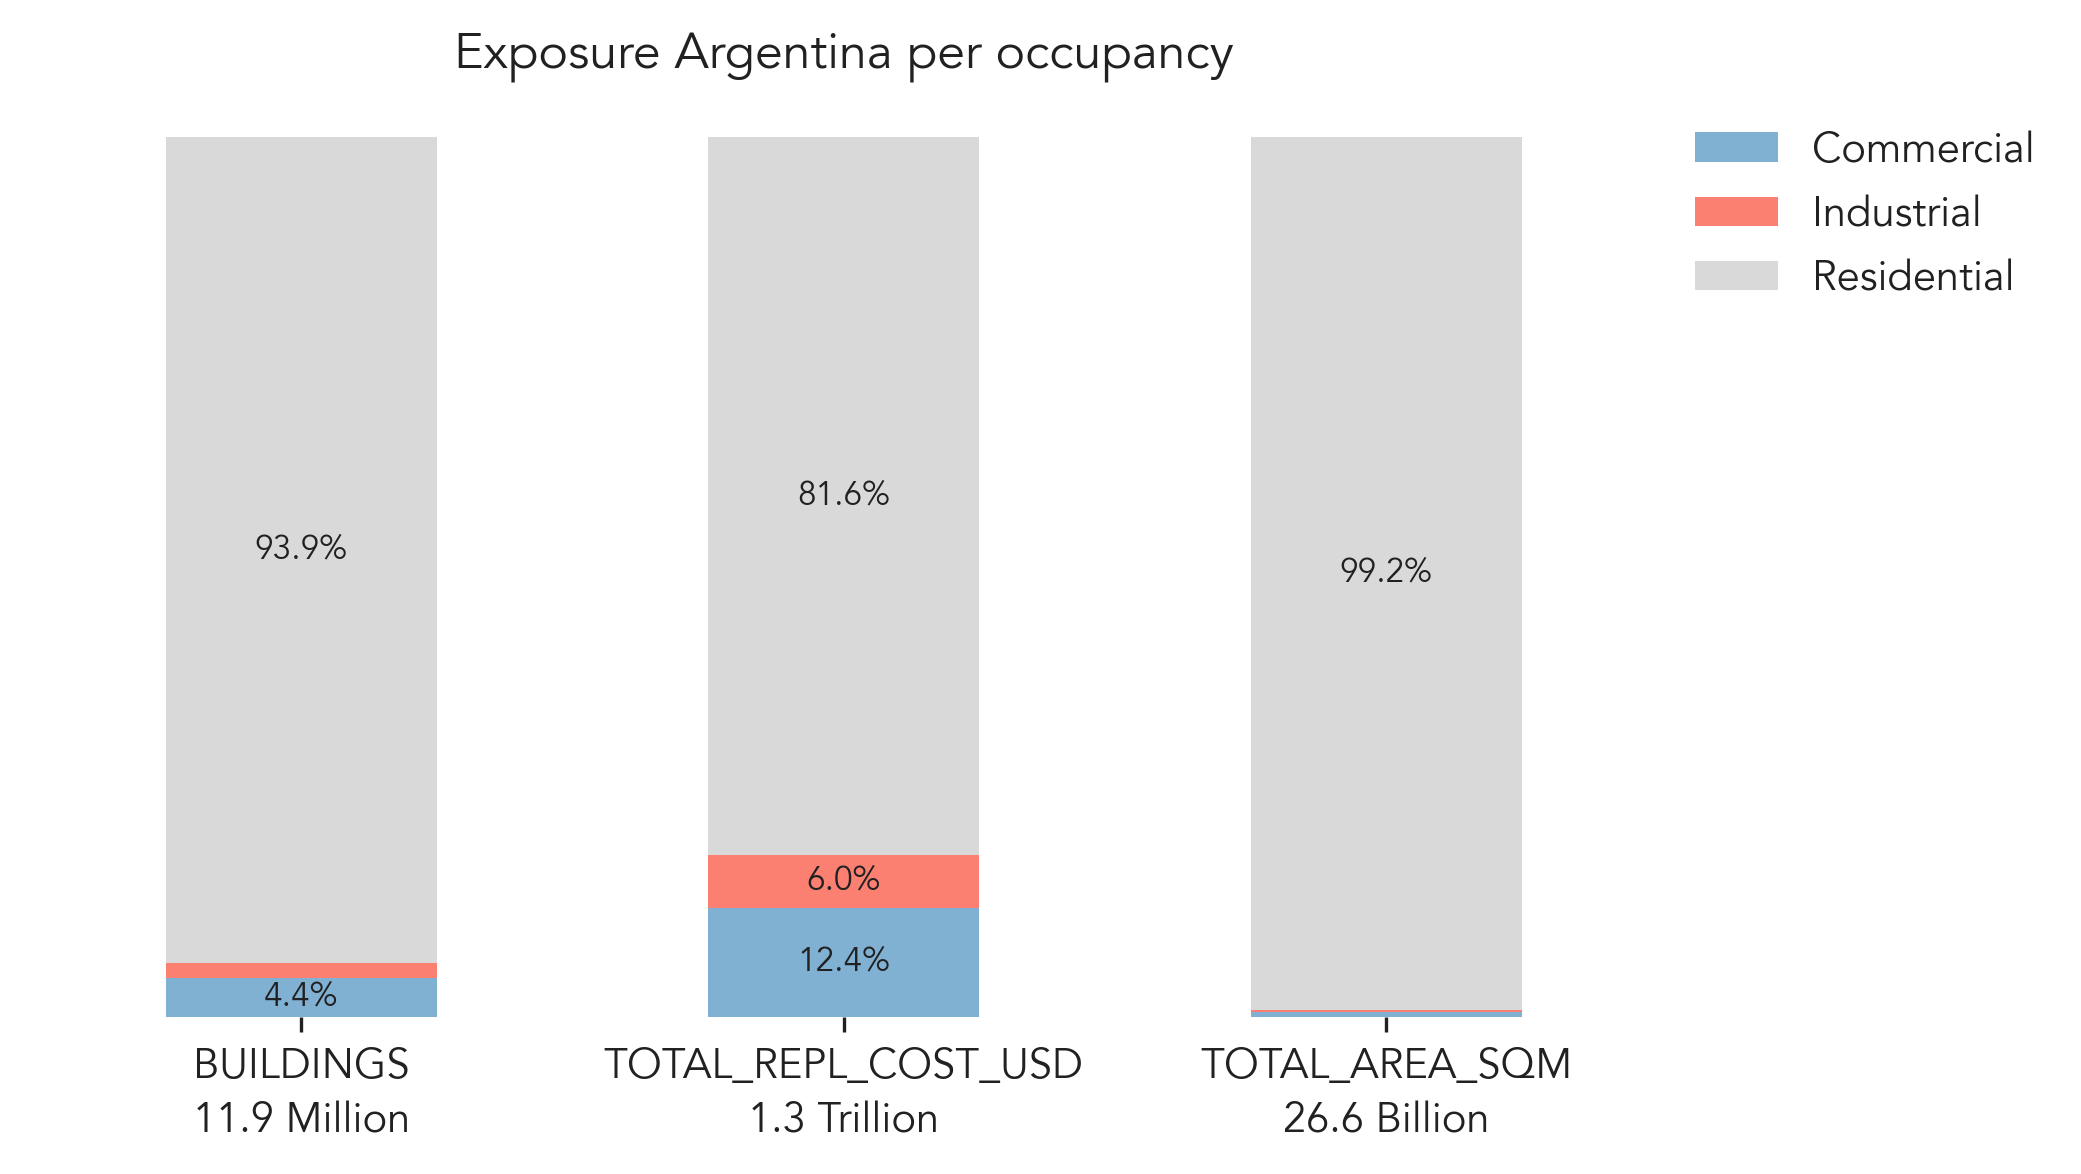 Exposure Argentina per occupancy
Commercial
Industrial
Residential
93.9%
4.4%
81.6%
6.0%
12.4%
99.2%
BUILDINGS
11.9 Million
TOTAL_REPL_COST_USD
1.3 Trillion
TOTAL_AREA_SQM
26.6 Billion